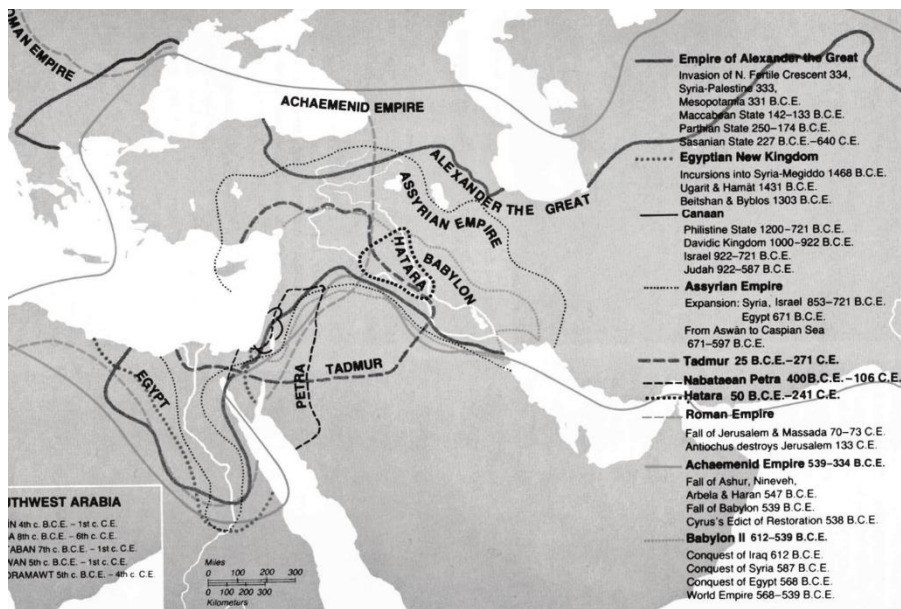 OMAN EMPIRE
ACHAEMENID EMPIRE
ALEXANDER THE GREAT
ASSYRIAN EMPIRE
HATARA
BABYLON
TADMUR
PETRA
EGYPT
Empire of Alexander the Great
Invasion of N. Fertile Crescent 334,
Syria-Palestine 333,
Mesopotamia 331 B.C.E.
Maccabean State 142–133 B.C.E.
Parthian State 250–174 B.C.E.
Sasanian State 227 B.C.E.–640 C.E.
Egyptian New Kingdom
Incursions into Syria-Megiddo 1468 B.C.E.
Ugarit & Hamàt 1431 B.C.E.
Beitshan & Byblos 1303 B.C.E.
Canaan
Philistine State 1200–721 B.C.E.
Davidic Kingdom 1000–922 B.C.E.
Israel 922–721 B.C.E.
Judah 922–587 B.C.E.
Assyrian Empire
Expansion: Syria, Israel 853–721 B.C.E.
Egypt 671 B.C.E.
From Aswàn to Caspian Sea
671–597 B.C.E.
Tadmur 25 B.C.E.–271 C.E.
Nabataean Petra 400 B.C.E.–106 C.E.
Hatara 50 B.C.E.–241 C.E.
Roman Empire
Fall of Jerusalem & Massada 70–73 C.E.
Antiochus destroys Jerusalem 133 C.E.
Achaemenid Empire 539–334 B.C.E.
Fall of Ashur, Nineveh,
Arbela & Haran 547 B.C.E.
Fall of Babylon 539 B.C.E.
Cyrus's Edict of Restoration 538 B.C.E.
Babylon II 612–539 B.C.E.
Conquest of Iraq 612 B.C.E.
Conquest of Syria 587 B.C.E.
Conquest of Egypt 568 B.C.E.
World Empire 568–539 B.C.E.
UTHWEST ARABIA
IN 4th c. B.C.E. – 1st c. C.E.
A 8th c. B.C.E. – 6th c. C.E.
TABAN 7th c. B.C.E. – 1st c. C.E.
WAN 5th c. B.C.E. – 1st c. C.E.
DRAMAWT 5th c. B.C.E. – 4th c. C.E.
Miles
0 100 200 300
0 100 200 300
Kilometers